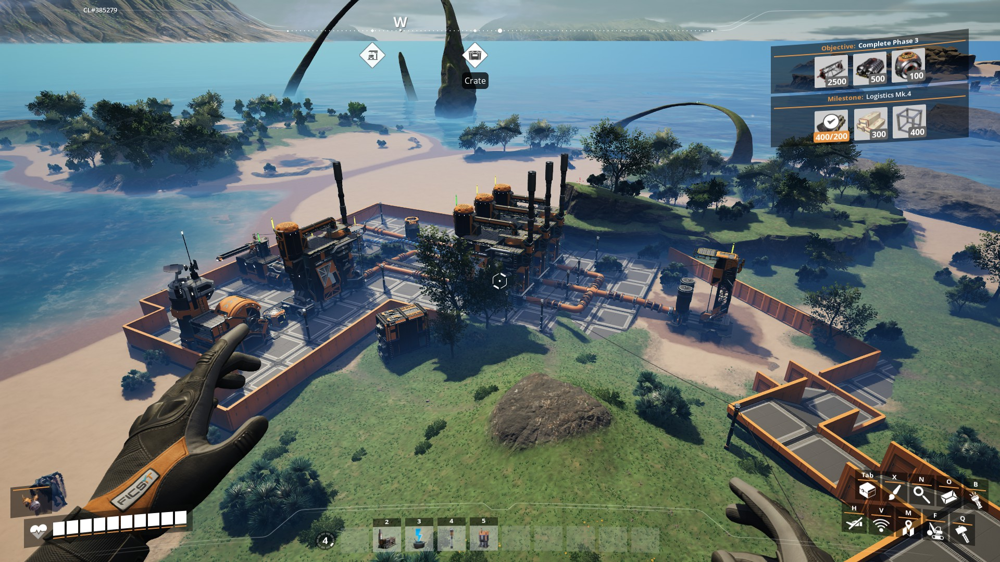 CL#385279
W
Crate
Objective: Complete Phase 3
2500
500
100
Milestone: Logistics Mk.4
400/200
300
400
FICSIT
Tab
X
N
O
B
H
V
M
F
Q
4
2
3
4
5